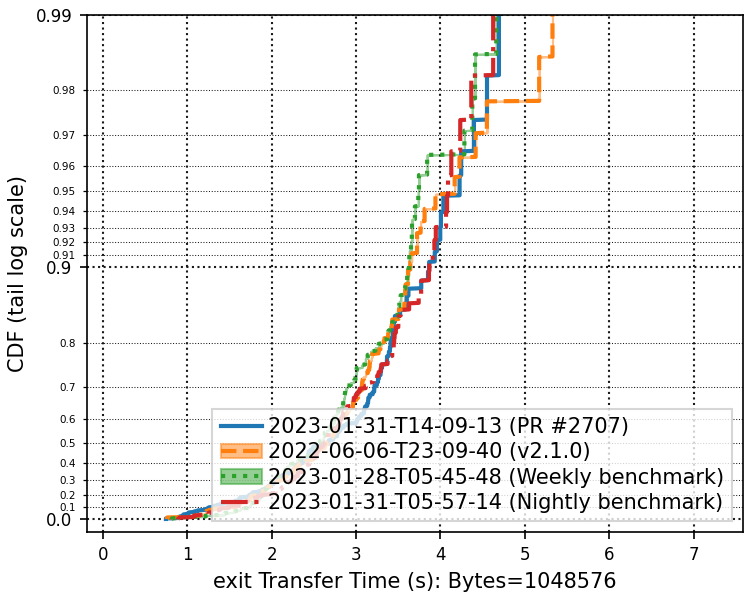 0.99
0.98
0.97
0.96
0.95
0.94
0.93
0.92
0.91
0.9
0.8
0.7
0.6
0.5
0.4
0.3
0.2
0.1
0.0
CDF (tail log scale)
2023-01-31-T14-09-13 (PR #2707)
2022-06-06-T23-09-40 (v2.1.0)
2023-01-28-T05-45-48 (Weekly benchmark)
2023-01-31-T05-57-14 (Nightly benchmark)
0 1 2 3 4 5 6 7
exit Transfer Time (s): Bytes=1048576